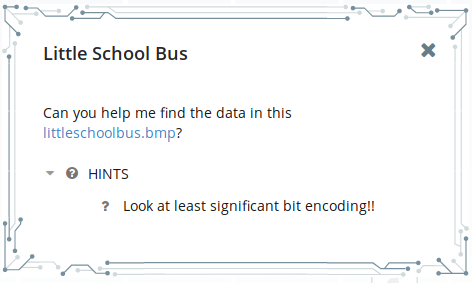 Little School Bus
Can you help me find the data in this
littleschoolbus.bmp?
HINTS
Look at least significant bit encoding!!